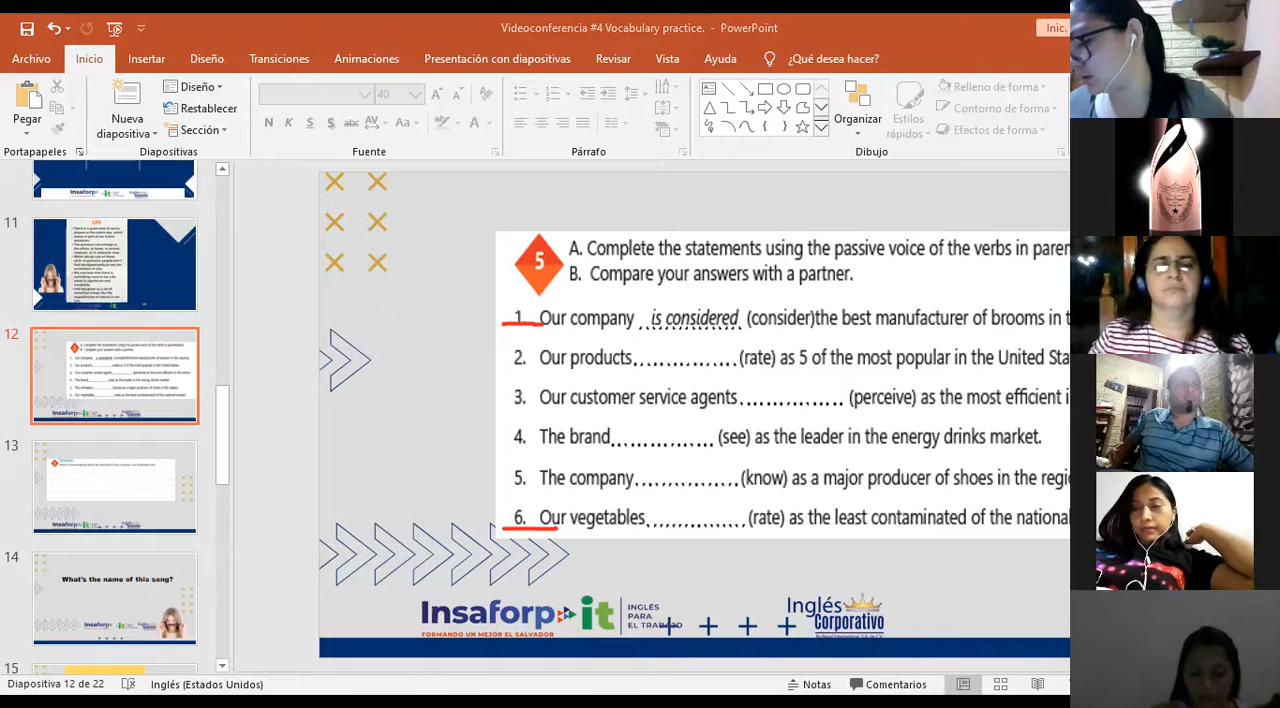 Videoconferencia #4 Vocabulary practice. - PowerPoint
Inic.
Archivo Inicio Insertar Diseño Transiciones Animaciones Presentación con diapositivas Revisar Vista Ayuda ¿Qué desea hacer?
Pegar
Nueva diapositiva
Diseño
Restablecer
Sección
40
N K S S abc AV Aa A
Organizar
Estilos rápidos
Relleno de forma
Contorno de forma
Efectos de forma
Portapapeles Diapositivas Fuente Párrafo Dibujo
11
LIFE
12
13
14
What's the name of this song?
15
5
A. Complete the statements using the passive voice of the verbs in paren
B. Compare your answers with a partner.
1. Our company is considered (consider)the best manufacturer of brooms in t
2. Our products (rate) as 5 of the most popular in the United Sta
3. Our customer service agents (perceive) as the most efficient i
4. The brand (see) as the leader in the energy drinks market.
5. The company (know) as a major producer of shoes in the regi
6. Our vegetables (rate) as the least contaminated of the national
Insaforp it
FORMANDO UN MEJOR EL SALVADOR
INGLÉS
PARA
EL TRABAJO
Inglés
Corporativo
Diapositiva 12 de 22 Inglés (Estados Unidos) Notas Comentarios